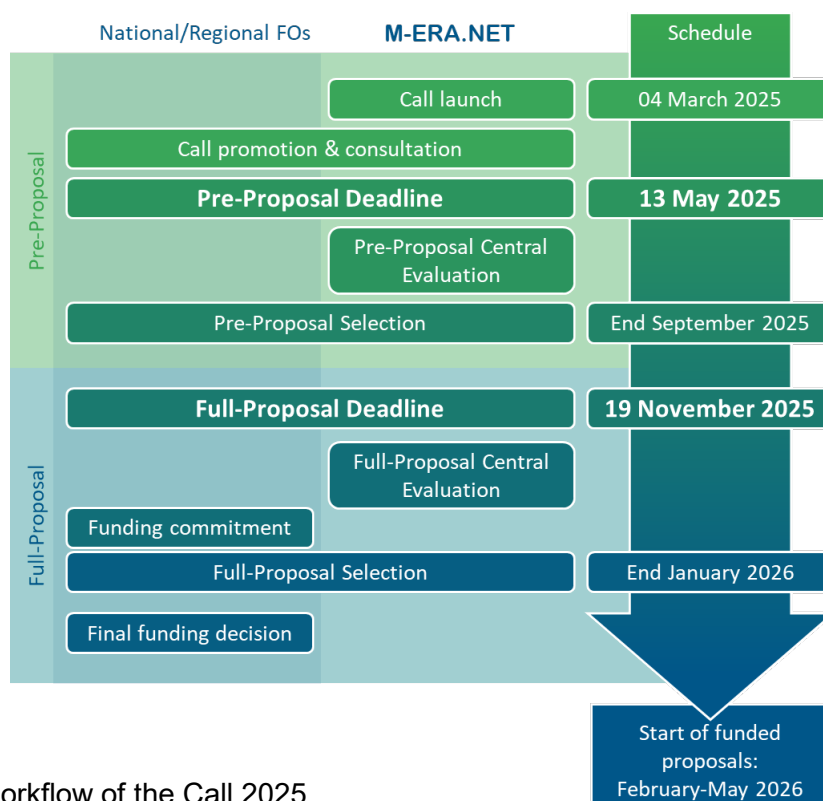 National/Regional FOs M-ERA.NET Schedule
Call launch 04 March 2025
Call promotion & consultation
Pre-Proposal Deadline 13 May 2025
Pre-Proposal
Pre-Proposal Central
Evaluation
Pre-Proposal Selection End September 2025
Full-Proposal Deadline 19 November 2025
Full-Proposal
Full-Proposal Central
Evaluation
Funding commitment
Full-Proposal Selection End January 2026
Final funding decision
Start of funded
proposals:
February-May 2026
orkflow of the Call 2025